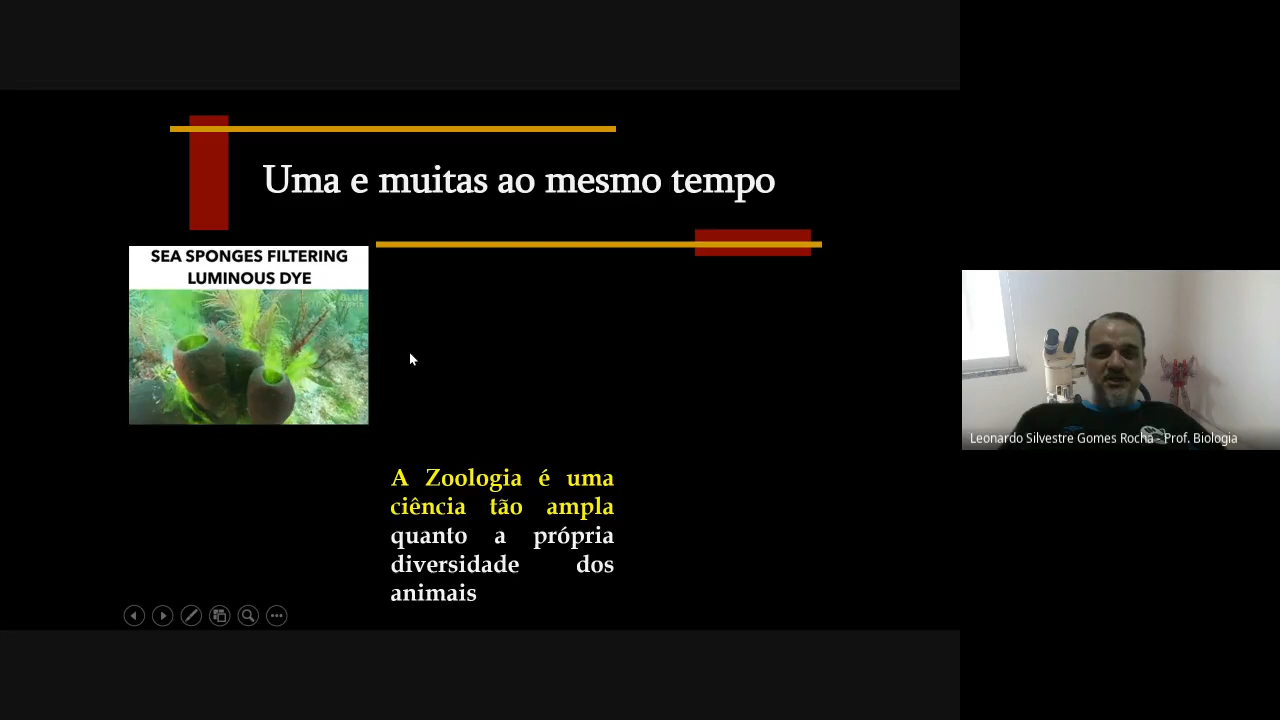 Uma e muitas ao mesmo tempo
SEA SPONGES FILTERING
LUMINOUS DYE
A Zoologia é uma
ciência tão ampla
quanto a própria
diversidade dos
animais
Leonardo Silvestre Gomes Rocha - Prof. Biologia